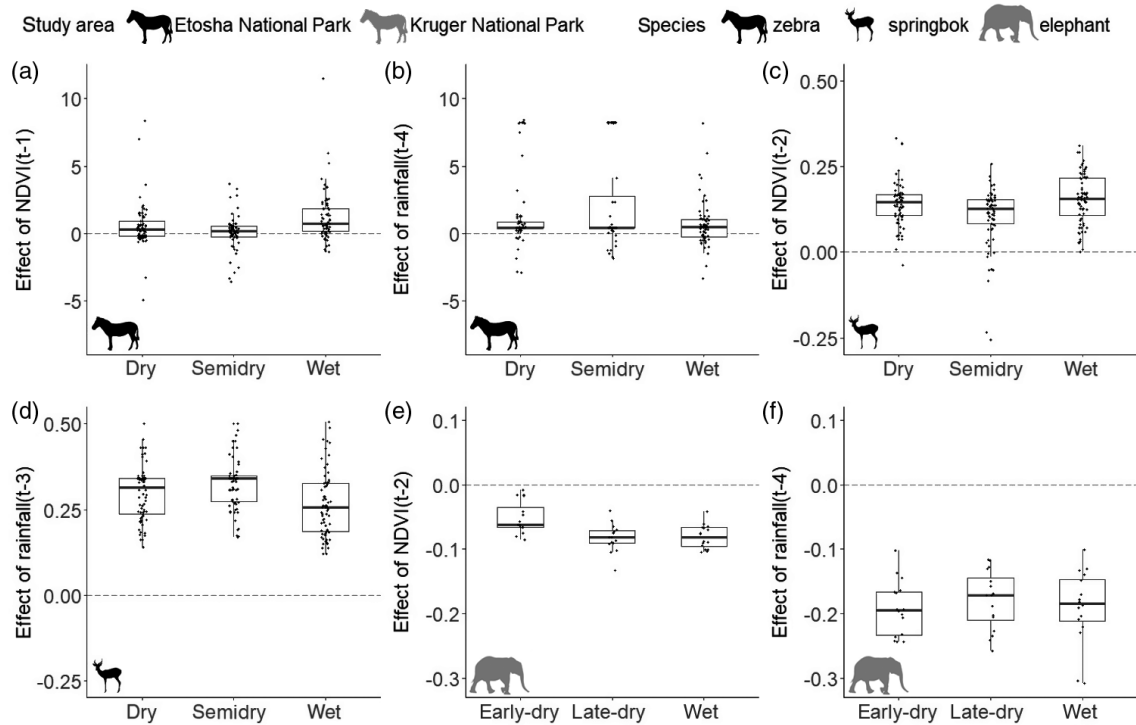 Study area Etosha National Park Kruger National Park Species zebra springbok elephant
(a) (b) (c)
Effect of NDVI(t-1)
10
5
0
-5
Dry Semidry Wet
Effect of rainfall(t-4)
10
5
0
-5
Dry Semidry Wet
Effect of NDVI(t-2)
0.50
0.25
0.00
-0.25
Dry Semidry Wet
(d) (e) (f)
Effect of rainfall(t-3)
0.50
0.25
0.00
-0.25
Dry Semidry Wet
Effect of NDVI(t-2)
0.1
0.0
-0.1
-0.2
-0.3
Early-dry Late-dry Wet
Effect of rainfall(t-4)
0.1
0.0
-0.1
-0.2
-0.3
Early-dry Late-dry Wet